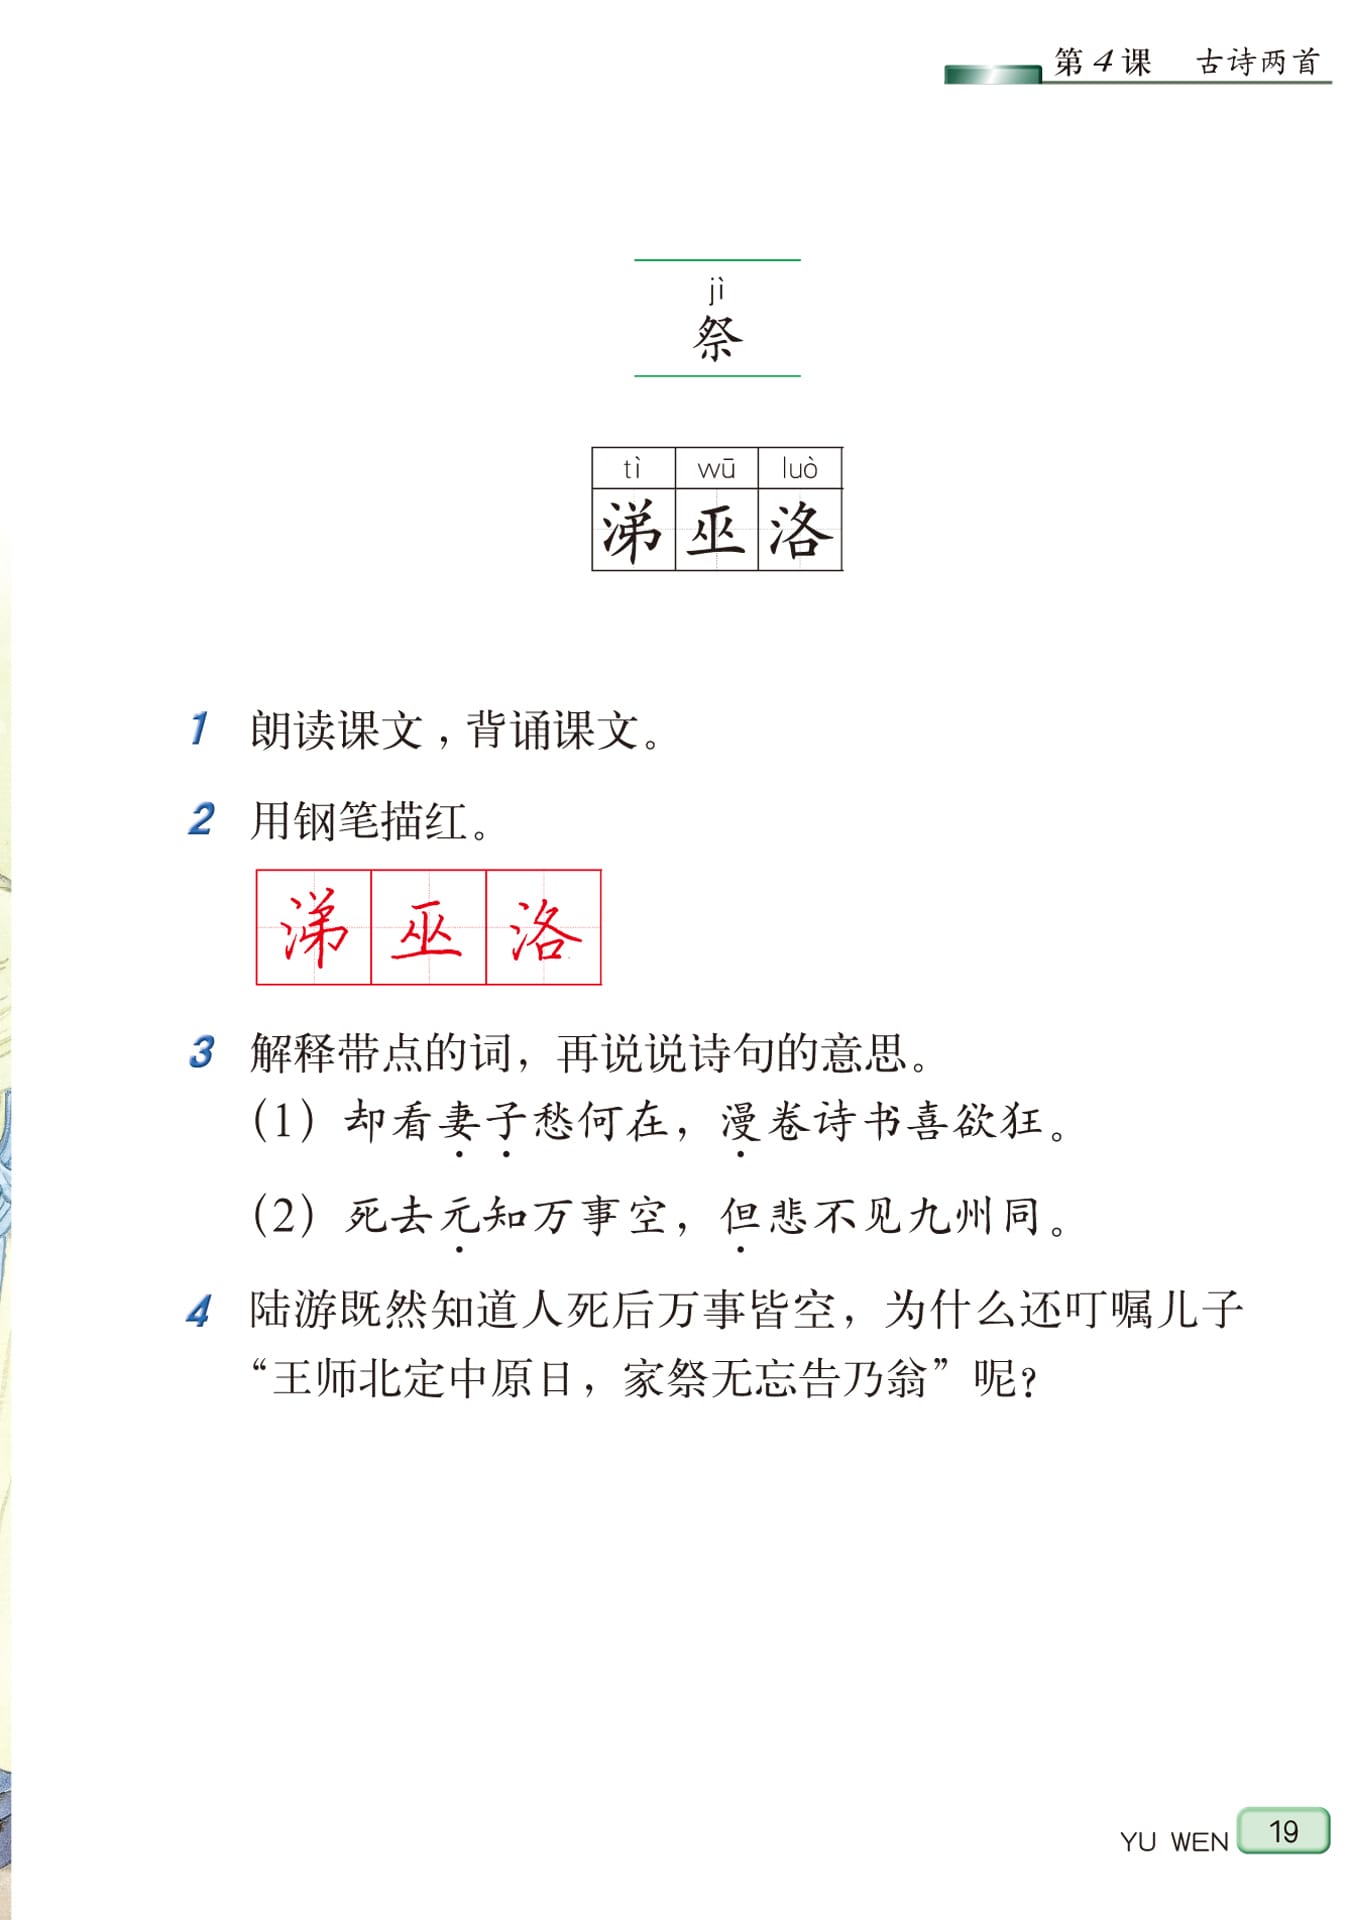 第4课 古诗两首
jì
祭
tì wū luò
涕 巫 洛
1 朗读课文，背诵课文。
2 用钢笔描红。
涕 巫 洛
3 解释带点的词，再说说诗句的意思。
（1）却看妻子愁何在，漫卷诗书喜欲狂。
（2）死去元知万事空，但悲不见九州同。
4 陆游既然知道人死后万事皆空，为什么还叮嘱儿子
“王师北定中原日，家祭无忘告乃翁”呢？
YU WEN 19